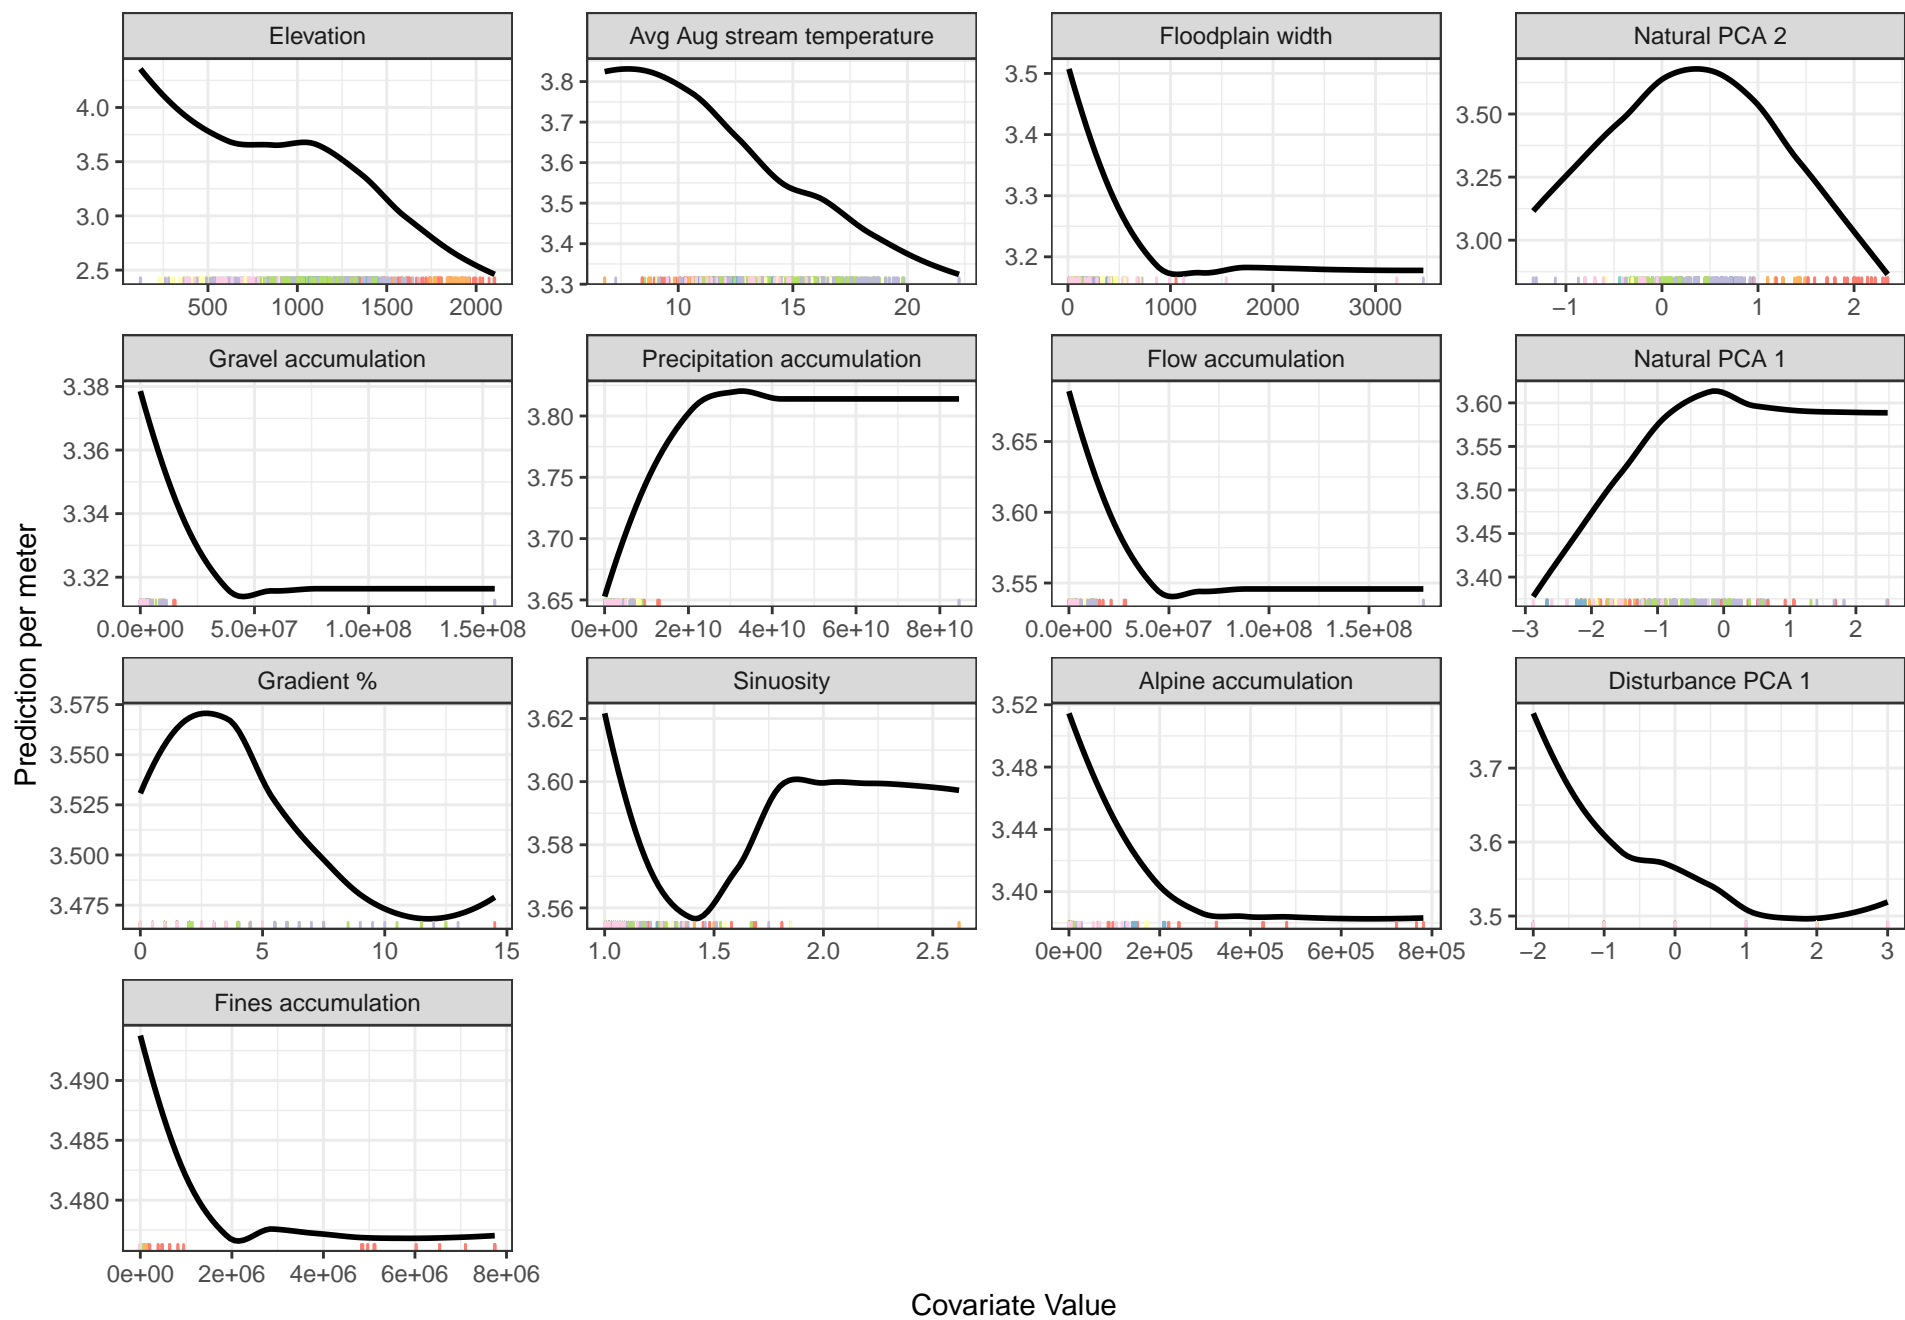 Elevation
Avg Aug stream temperature
Floodplain width
Natural PCA 2
4.0
3.5
3.0
2.5
500 1000 1500 2000
3.8
3.7
3.6
3.5
3.4
3.3
10 15 20
3.5
3.4
3.3
3.2
0 1000 2000 3000
3.50
3.25
3.00
−1 0 1 2
Gravel accumulation
Precipitation accumulation
Flow accumulation
Natural PCA 1
3.38
3.36
3.34
3.32
0.0e+00 5.0e+07 1.0e+08 1.5e+08
3.80
3.75
3.70
3.65
0e+00 2e+10 4e+10 6e+10 8e+10
3.65
3.60
3.55
0.0e+00 5.0e+07 1.0e+08 1.5e+08
3.60
3.55
3.50
3.45
3.40
−3 −2 −1 0 1 2
Prediction per meter
Gradient %
Sinuosity
Alpine accumulation
Disturbance PCA 1
3.575
3.550
3.525
3.500
3.475
0 5 10 15
3.62
3.60
3.58
3.56
1.0 1.5 2.0 2.5
3.52
3.48
3.44
3.40
0e+00 2e+05 4e+05 6e+05 8e+05
3.7
3.6
3.5
−2 −1 0 1 2 3
Fines accumulation
3.490
3.485
3.480
0e+00 2e+06 4e+06 6e+06 8e+06
Covariate Value